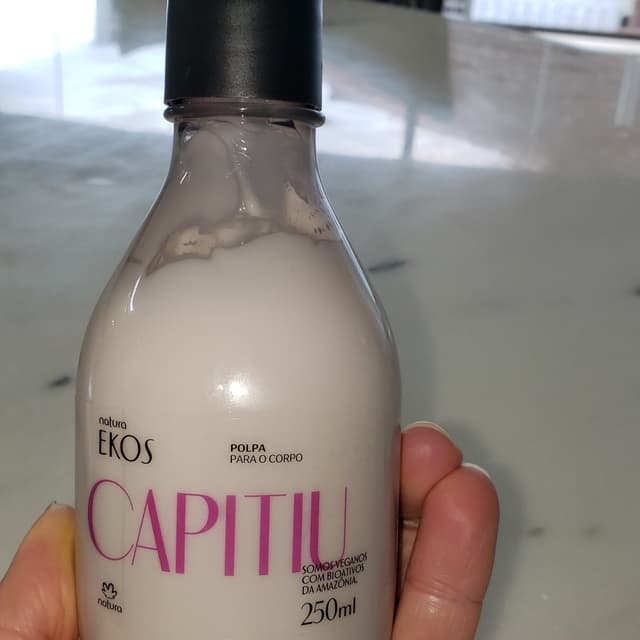 natura
EKOS
POLPA
PARA O CORPO
CAPITIU
SOMOS VEGANOS
COM BIOATIVOS
DA AMAZÔNIA.
natura
250ml